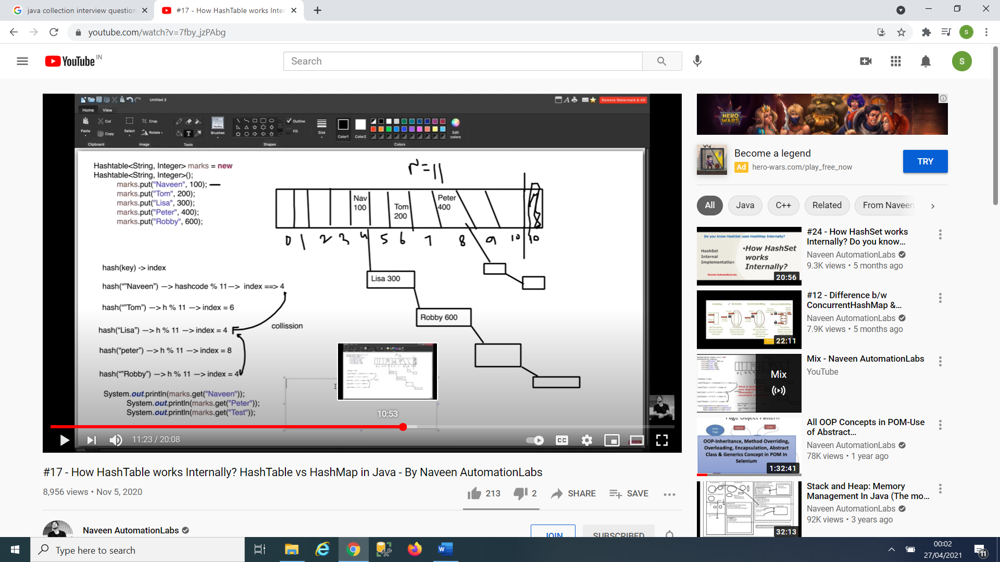 java collection interview question
#17 - How HashTable works Inter
youtube.com/watch?v=7fby_jzPAbg
S
YouTube IN
Search
S
Untitled 3
Remove Watermark & AD
Home
View
Paste
Cut
Copy
Clipboard
Select
Crop
Rotate
Image
Tools
Brushes
Shapes
Outline
Fill
Size
Color1
Color2
Colors
Edit colors
Hashtable<String, Integer> marks = new
Hashtable<String, Integer>();
marks.put("Naveen", 100);
marks.put("Tom", 200);
marks.put("Lisa", 300);
marks.put("Peter", 400);
marks.put("Robby", 600);
n=11
Nav
100
Tom
200
Peter
400
0 1 2 3 4 5 6 7 8 9 10 10
hash(key) -> index
hash(""Naveen") —> hashcode % 11—> index ==> 4
hash(""Tom") —> h % 11 —> index = 6
hash("Lisa") —> h % 11 —> index = 4
collission
hash("peter") —> h % 11 —> index = 8
hash(""Robby") —> h % 11 —> index = 4
Lisa 300
Robby 600
System.out.println(marks.get("Naveen"));
System.out.println(marks.get("Peter"));
System.out.println(marks.get("Test"));
10:53
11:23 / 20:08
CC
100%
#17 - How HashTable works Internally? HashTable vs HashMap in Java - By Naveen AutomationLabs
8,956 views • Nov 5, 2020
213
2
SHARE
SAVE
Naveen AutomationLabs
JOIN
SUBSCRIBED
HERO WARS
Become a legend
Ad hero-wars.com/play_free_now
TRY
All
Java
C++
Related
From Naveen
Do you know HashSet uses HashMap Internally?
HashSet
Internal
Implementation
•How HashSet
works
Internally?
Naveen AutomationLabs
20:56
#24 - How HashSet works
Internally? Do you know...
Naveen AutomationLabs
9.3K views • 5 months ago
22:11
#12 - Difference b/w
ConcurrentHashMap &...
Naveen AutomationLabs
7.9K views • 5 months ago
Mix
Mix - Naveen AutomationLabs
YouTube
Page Object Pattern
OOP-Inheritance, Method Overriding,
Overloading, Encapsulation, Abstract
Class & Generics Concept in POM In
Selenium
1:32:41
All OOP Concepts in POM-Use
of Abstract...
Naveen AutomationLabs
78K views • 1 year ago
32:13
Stack and Heap: Memory
Management In Java (The mo...
Naveen AutomationLabs
92K views • 3 years ago
Type here to search
00:02
27/04/2021
11